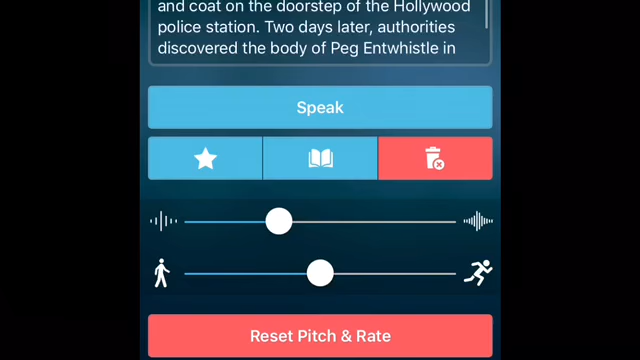 and coat on the doorstep of the Hollywood
police station. Two days later, authorities
discovered the body of Peg Entwhistle in
Speak
Reset Pitch & Rate